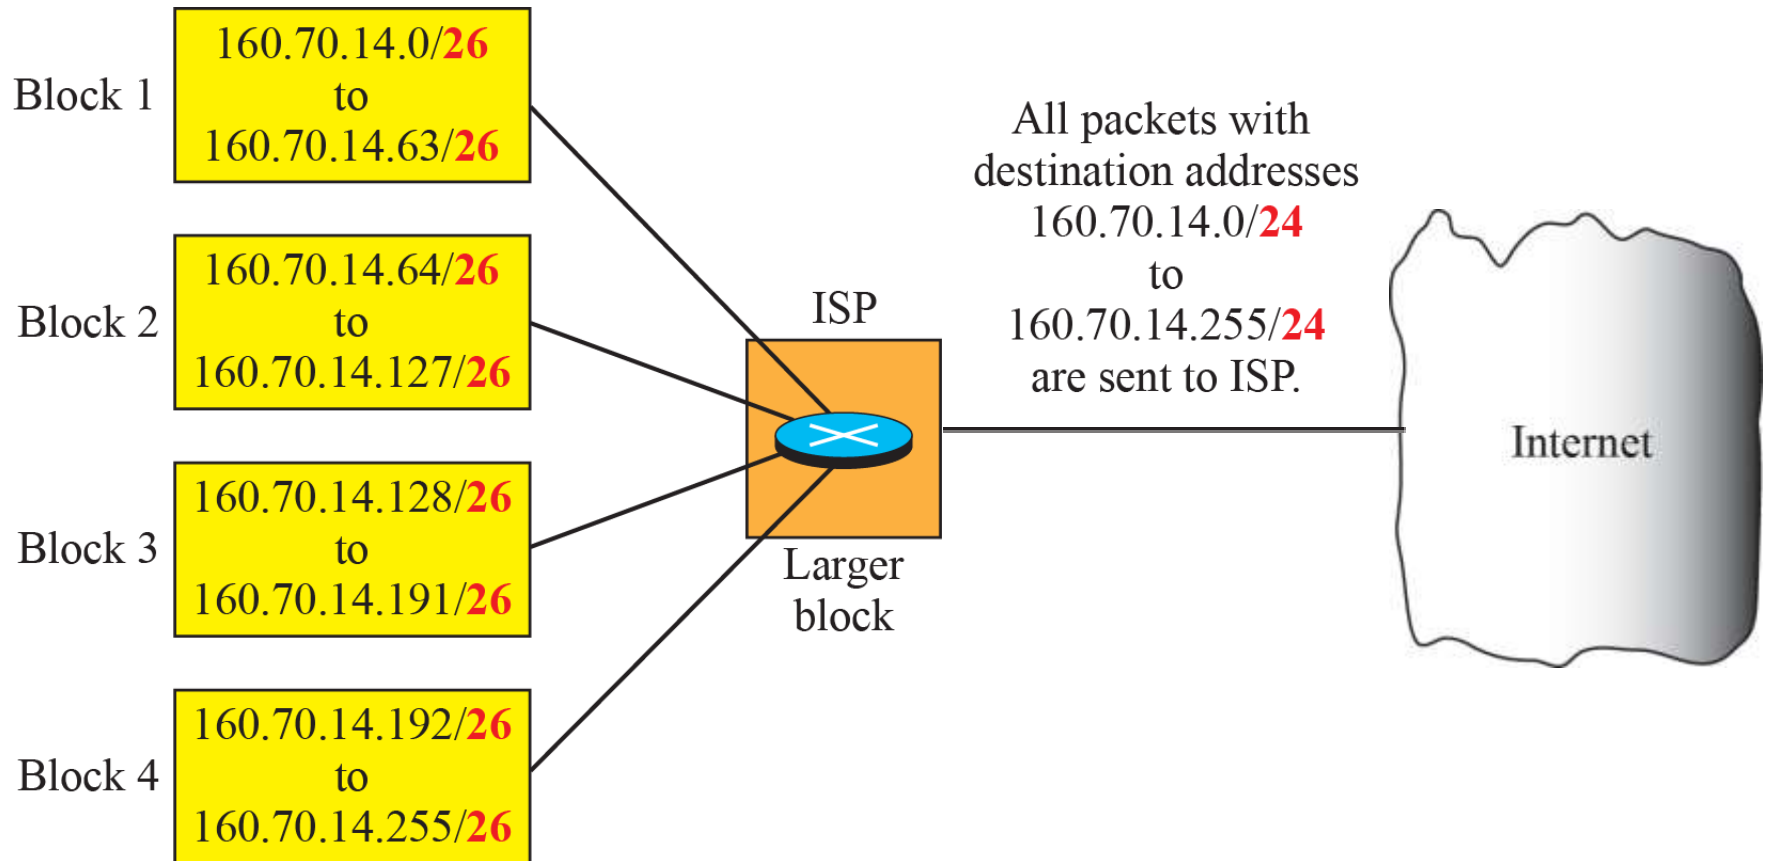 Block 1
160.70.14.0/26
to
160.70.14.63/26
Block 2
160.70.14.64/26
to
160.70.14.127/26
Block 3
160.70.14.128/26
to
160.70.14.191/26
Block 4
160.70.14.192/26
to
160.70.14.255/26
ISP
Larger
block
All packets with
destination addresses
160.70.14.0/24
to
160.70.14.255/24
are sent to ISP.
Internet